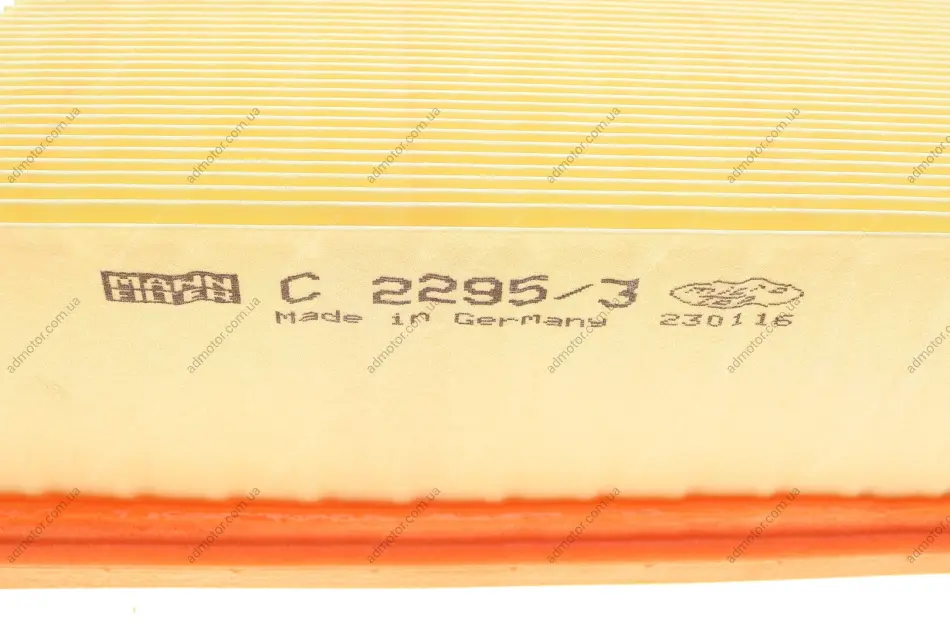 MANN FILTER C 2295/3
Made in Germany 230116
admotor.com.ua